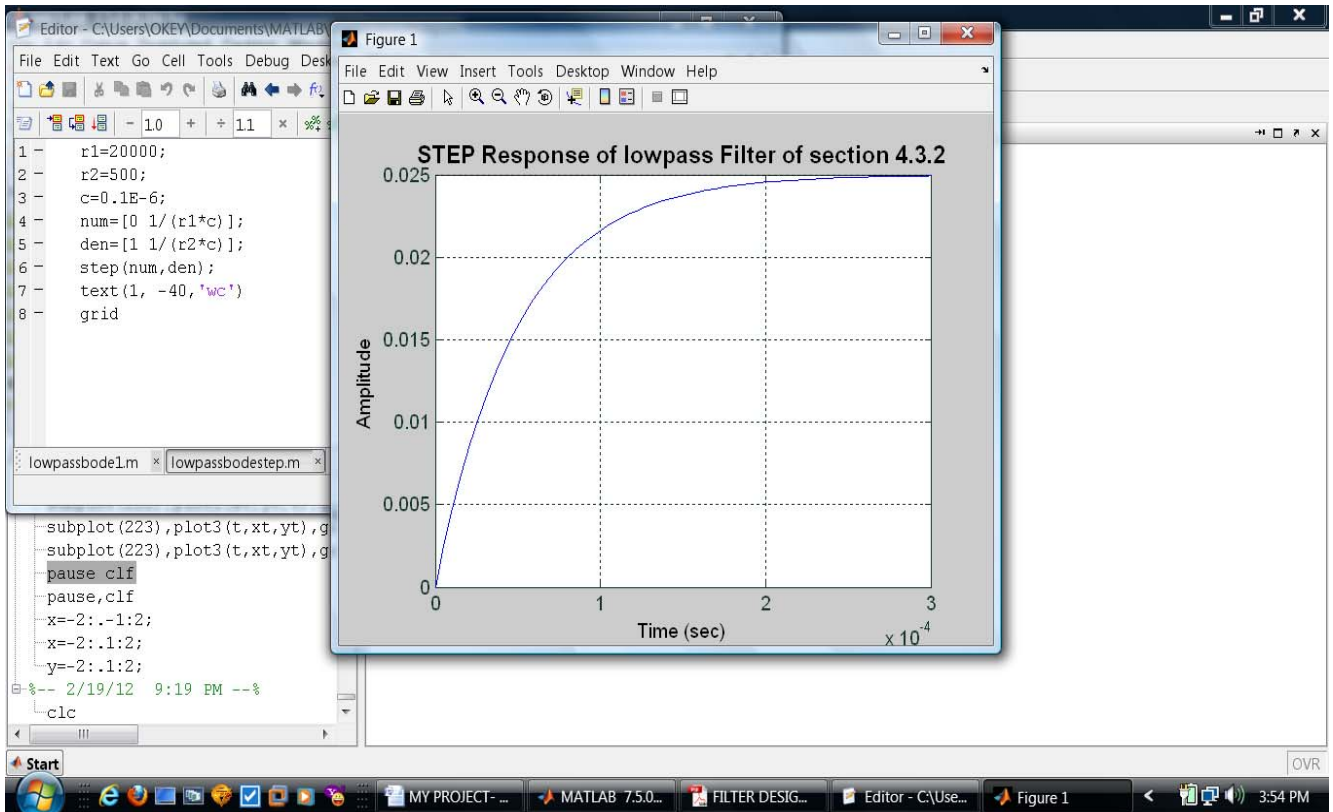 Editor - C:\Users\OKEY\Documents\MATLAB\
File Edit Text Go Cell Tools Debug Desk
- 1.0 + ÷ 1.1 ×
1 - r1=20000;
2 - r2=500;
3 - c=0.1E-6;
4 - num=[0 1/(r1*c)];
5 - den=[1 1/(r2*c)];
6 - step(num,den);
7 - text(1, -40,'wc')
8 - grid
lowpassbode1.m × lowpassbodestep.m ×
subplot(223),plot3(t,xt,yt),g
subplot(223),plot3(t,xt,yt),g
pause clf
pause,clf
x=-2:.-1:2;
x=-2:.1:2;
y=-2:.1:2;
%-- 2/19/12 9:19 PM --%
clc
Figure 1
File Edit View Insert Tools Desktop Window Help
STEP Response of lowpass Filter of section 4.3.2
0.025
0.02
0.015
0.01
0.005
0
Amplitude
0 1 2 3
Time (sec)
x 10^-4
Start
OVR
MY PROJECT- ... MATLAB 7.5.0... FILTER DESIG... Editor - C:\Use... Figure 1 < 3:54 PM